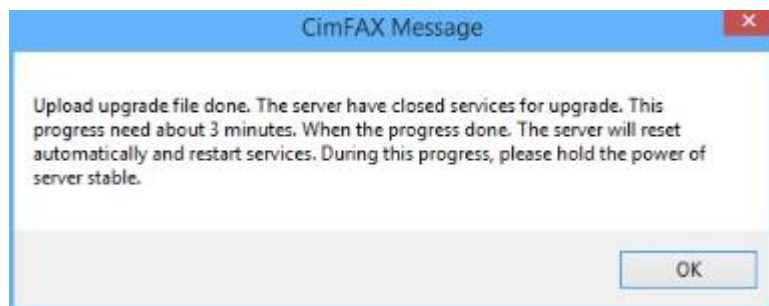 CimFAX Message
Upload upgrade file done. The server have closed services for upgrade. This
progress need about 3 minutes. When the progress done. The server will reset
automatically and restart services. During this progress, please hold the power of
server stable.
OK